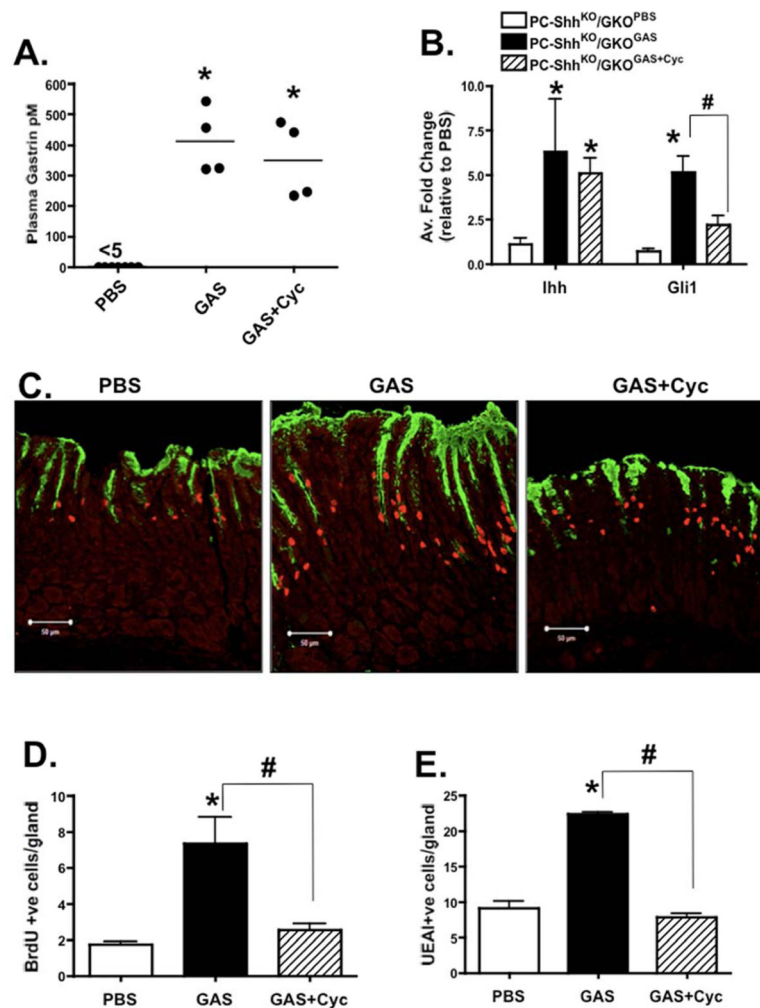 A.
*
*
600
500
400
300
200
100
0
Plasma Gastrin pM
<5
PBS
GAS
GAS+Cyc
B.
PC-Shh^KO/GKO^PBS
PC-Shh^KO/GKO^GAS
PC-Shh^KO/GKO^GAS+Cyc
10.0
7.5
5.0
2.5
0.0
Av. Fold Change
(relative to PBS)
*
*
*
#
Ihh
Gli1
C.
PBS
GAS
GAS+Cyc
50 µm
50 µm
50 µm
D.
#
*
10
8
6
4
2
0
BrdU +ve cells/gland
PBS
GAS
GAS+Cyc
E.
#
*
25
20
15
10
5
0
UEAI+ve cells/gland
PBS
GAS
GAS+Cyc